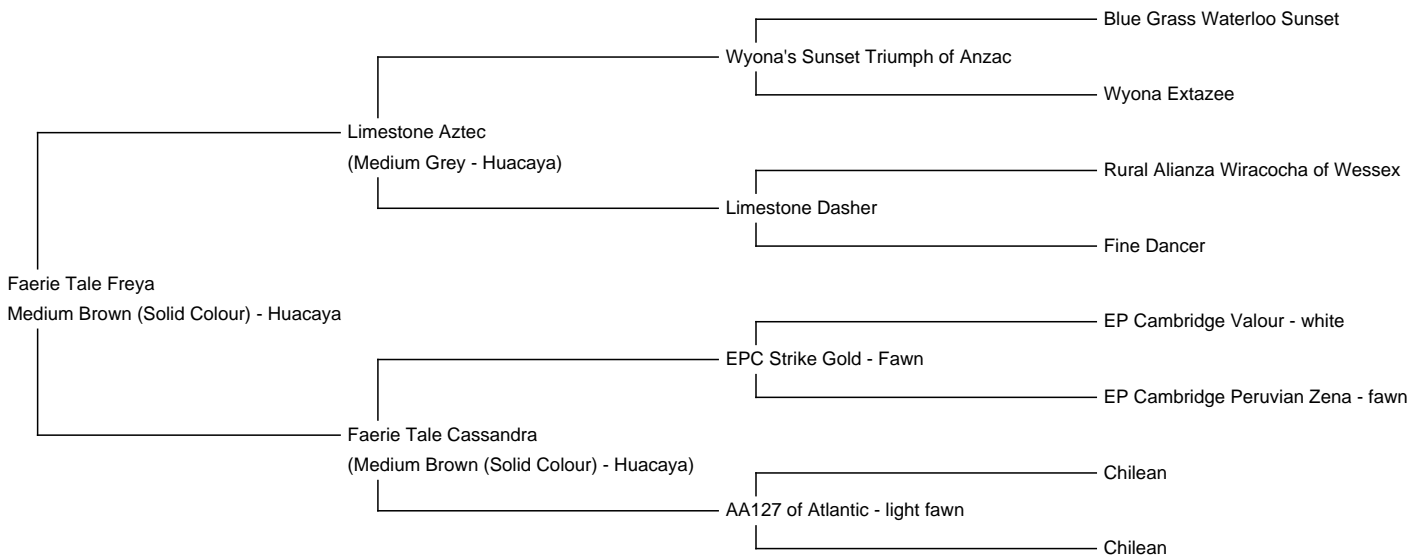 Blue Grass Waterloo Sunset
Wyona's Sunset Triumph of Anzac
Wyona Extazee
Limestone Aztec
(Medium Grey - Huacaya)
Rural Alianza Wiracocha of Wessex
Limestone Dasher
Fine Dancer
Faerie Tale Freya
Medium Brown (Solid Colour) - Huacaya
EP Cambridge Valour - white
EPC Strike Gold - Fawn
EP Cambridge Peruvian Zena - fawn
Faerie Tale Cassandra
(Medium Brown (Solid Colour) - Huacaya)
Chilean
AA127 of Atlantic - light fawn
Chilean